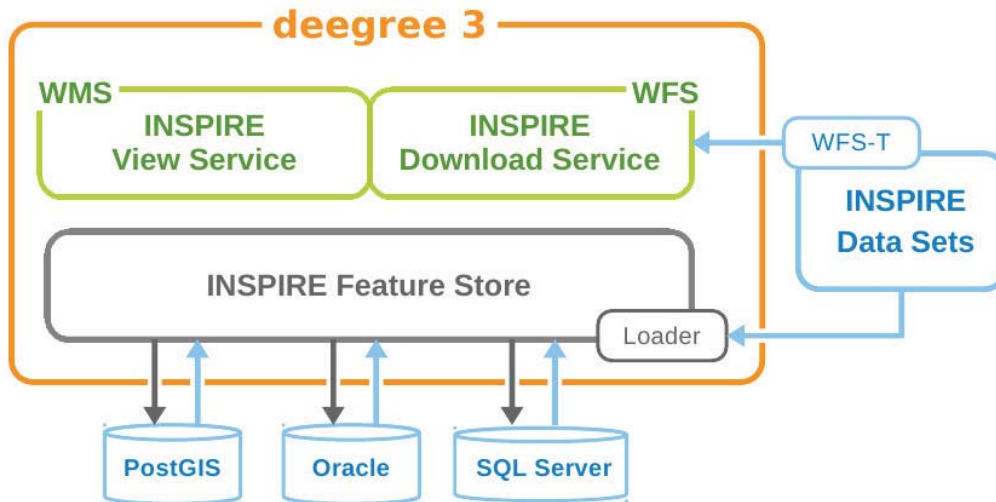 deegree 3
WMS
WFS
INSPIRE
View Service
INSPIRE
Download Service
WFS-T
INSPIRE
Data Sets
INSPIRE Feature Store
Loader
PostGIS
Oracle
SQL Server